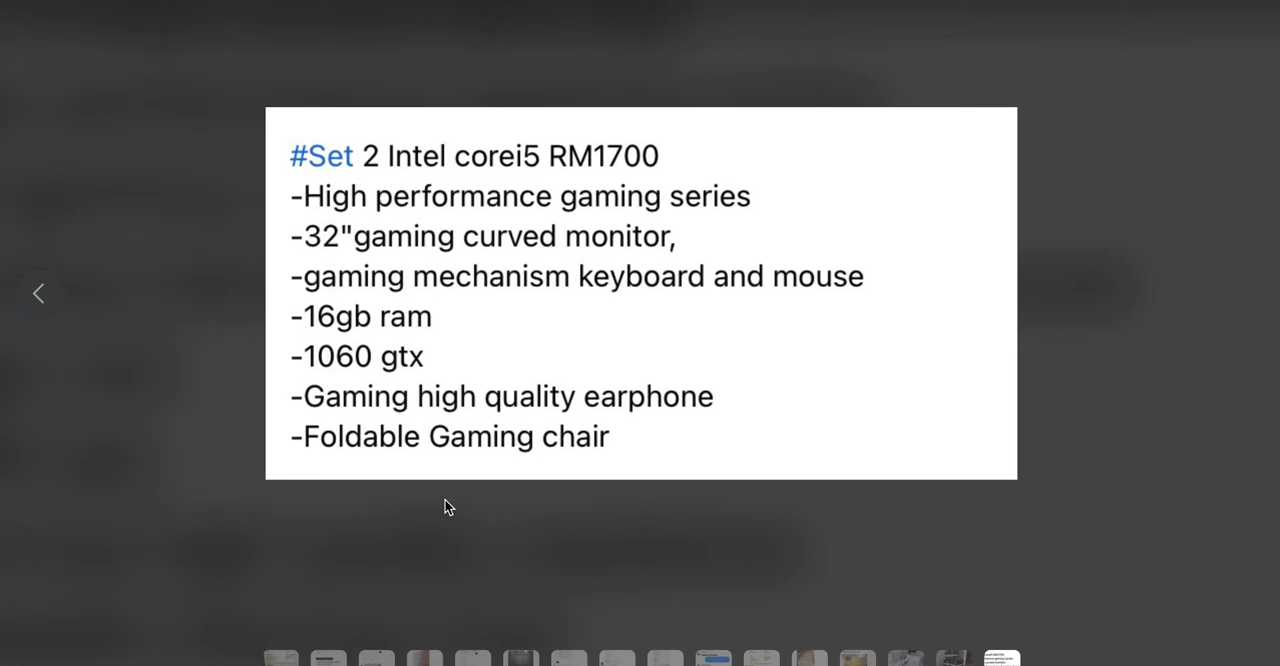 #Set 2 Intel corei5 RM1700
-High performance gaming series
-32"gaming curved monitor,
-gaming mechanism keyboard and mouse
-16gb ram
-1060 gtx
-Gaming high quality earphone
-Foldable Gaming chair